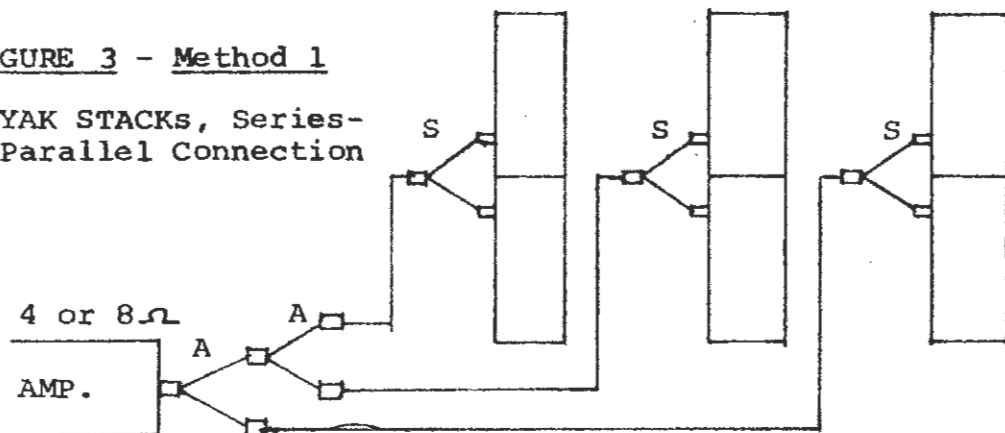 GURE 3 - Method 1
YAK STACKs, Series-
Parallel Connection
S
S
S
4 or 8Ω
A
A
AMP.